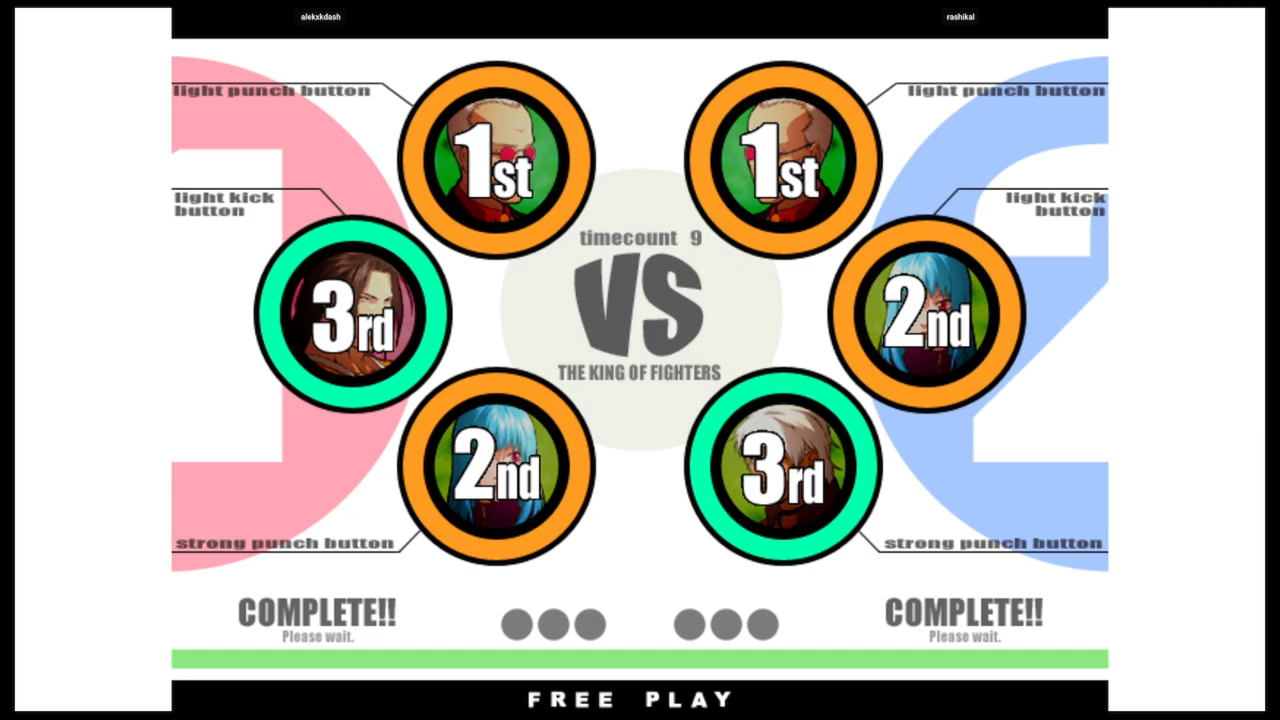 alekxkdash
rashikal
light punch button
light punch button
1st
1st
light kick
button
light kick
button
timecount 9
VS
THE KING OF FIGHTERS
3rd
2nd
2nd
3rd
strong punch button
strong punch button
COMPLETE!!
Please wait.
COMPLETE!!
Please wait.
FREE PLAY